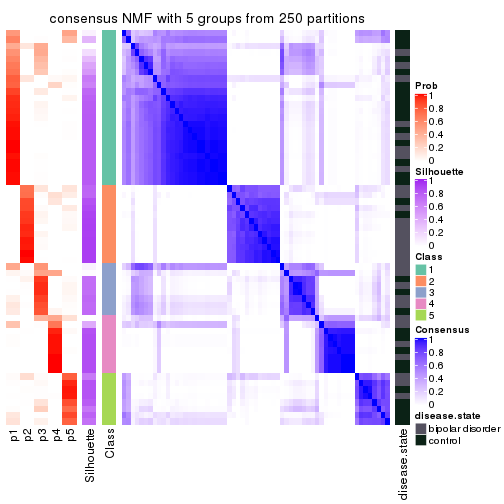 consensus NMF with 5 groups from 250 partitions
Prob
1
0.8
0.6
0.4
0.2
0
Silhouette
1
0.8
0.6
0.4
0.2
0
Class
1
2
3
4
5
Consensus
1
0.8
0.6
0.4
0.2
0
disease.state
bipolar disorder
control
p1
p2
p3
p4
p5
Silhouette
Class
disease.state